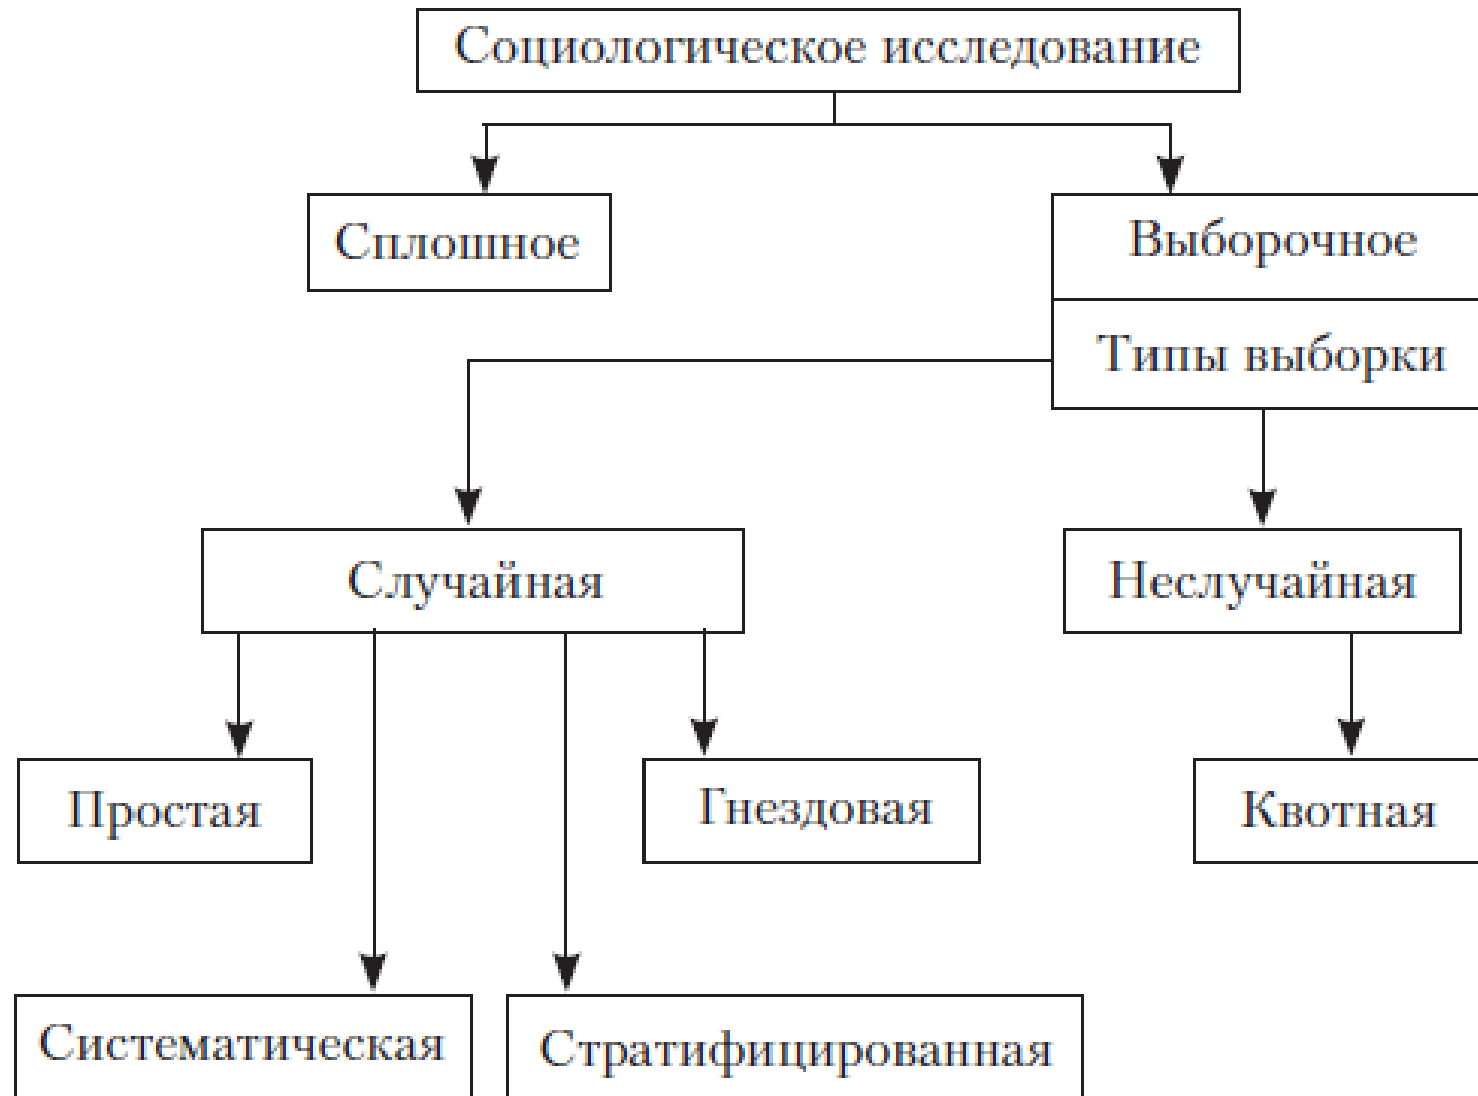 Социологическое исследование
Сплошное
Выборочное
Типы выборки
Случайная
Неслучайная
Простая
Гнездовая
Квотная
Систематическая
Стратифицированная